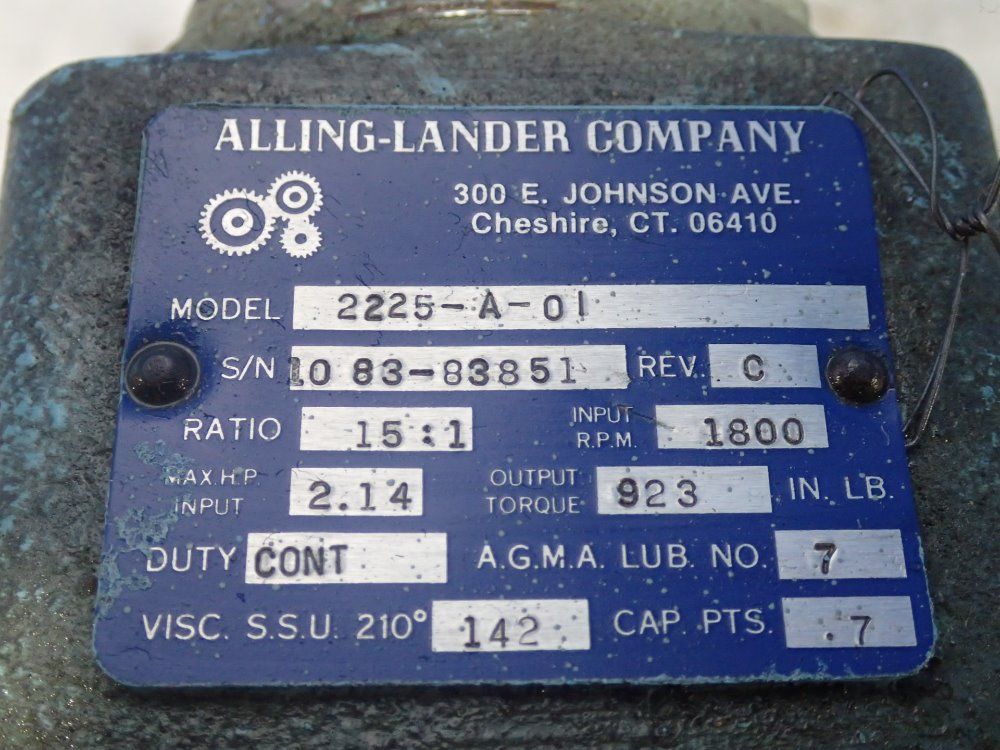 ALLING-LANDER COMPANY
300 E. JOHNSON AVE.
Cheshire, CT. 06410
MODEL 2225-A-01
S/N 10 83-83851 REV. C
RATIO 15:1 INPUT R.P.M. 1800
MAX. H.P. INPUT 2.14 OUTPUT TORQUE 923 IN. LB.
DUTY CONT A.G.M.A. LUB. NO. 7
VISC. S.S.U. 210° 142 CAP. PTS. .7